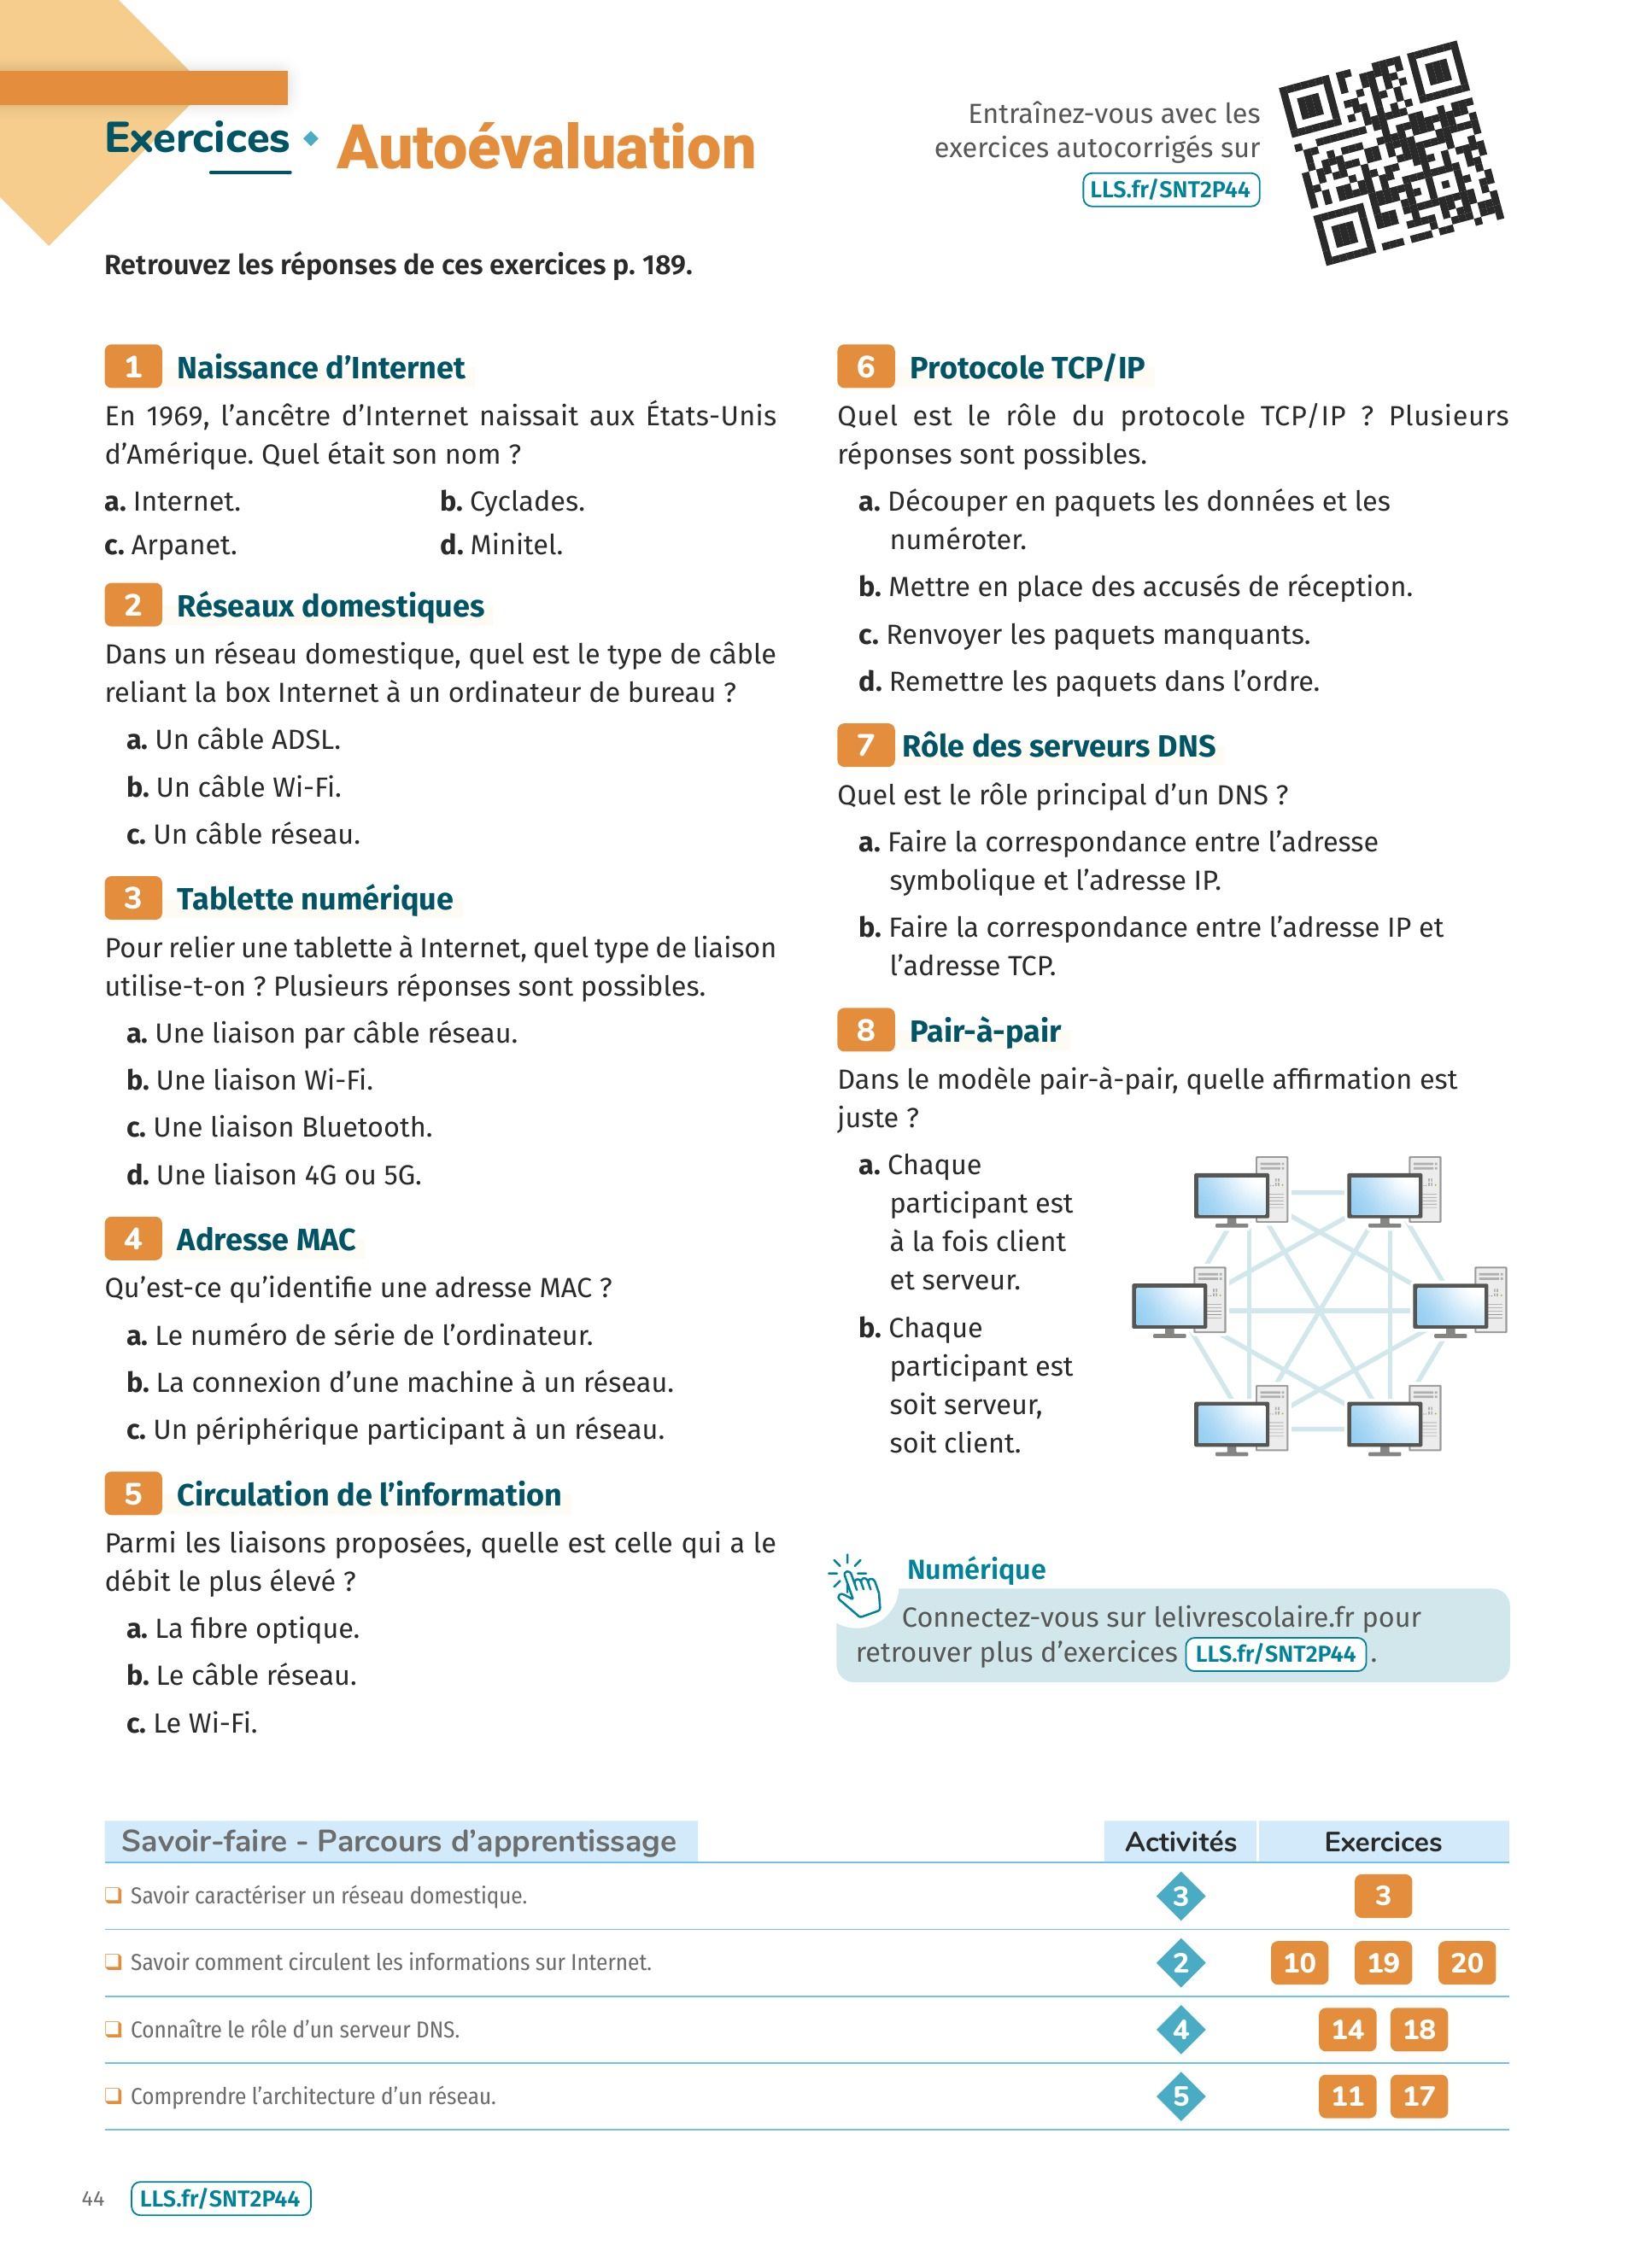 Exercices
Autoévaluation
Entraînez-vous avec les
exercices autocorrigés sur
LLS.fr/SNT2P44
Retrouvez les réponses de ces exercices p. 189.
1 Naissance d’Internet
En 1969, l’ancêtre d’Internet naissait aux États-Unis
d’Amérique. Quel était son nom ?
a. Internet. b. Cyclades.
c. Arpanet. d. Minitel.
2 Réseaux domestiques
Dans un réseau domestique, quel est le type de câble
reliant la box Internet à un ordinateur de bureau ?
a. Un câble ADSL.
b. Un câble Wi-Fi.
c. Un câble réseau.
3 Tablette numérique
Pour relier une tablette à Internet, quel type de liaison
utilise-t-on ? Plusieurs réponses sont possibles.
a. Une liaison par câble réseau.
b. Une liaison Wi-Fi.
c. Une liaison Bluetooth.
d. Une liaison 4G ou 5G.
4 Adresse MAC
Qu’est-ce qu’identifie une adresse MAC ?
a. Le numéro de série de l’ordinateur.
b. La connexion d’une machine à un réseau.
c. Un périphérique participant à un réseau.
5 Circulation de l’information
Parmi les liaisons proposées, quelle est celle qui a le
débit le plus élevé ?
a. La fibre optique.
b. Le câble réseau.
c. Le Wi-Fi.
6 Protocole TCP/IP
Quel est le rôle du protocole TCP/IP ? Plusieurs
réponses sont possibles.
a. Découper en paquets les données et les
numéroter.
b. Mettre en place des accusés de réception.
c. Renvoyer les paquets manquants.
d. Remettre les paquets dans l’ordre.
7 Rôle des serveurs DNS
Quel est le rôle principal d’un DNS ?
a. Faire la correspondance entre l’adresse
symbolique et l’adresse IP.
b. Faire la correspondance entre l’adresse IP et
l’adresse TCP.
8 Pair-à-pair
Dans le modèle pair-à-pair, quelle affirmation est
juste ?
a. Chaque
participant est
à la fois client
et serveur.
b. Chaque
participant est
soit serveur,
soit client.
Numérique
Connectez-vous sur lelivrescolaire.fr pour
retrouver plus d’exercices LLS.fr/SNT2P44 .
Savoir-faire - Parcours d’apprentissage Activités Exercices
Savoir caractériser un réseau domestique. 3 3
Savoir comment circulent les informations sur Internet. 2 10 19 20
Connaître le rôle d’un serveur DNS. 4 14 18
Comprendre l’architecture d’un réseau. 5 11 17
44 LLS.fr/SNT2P44